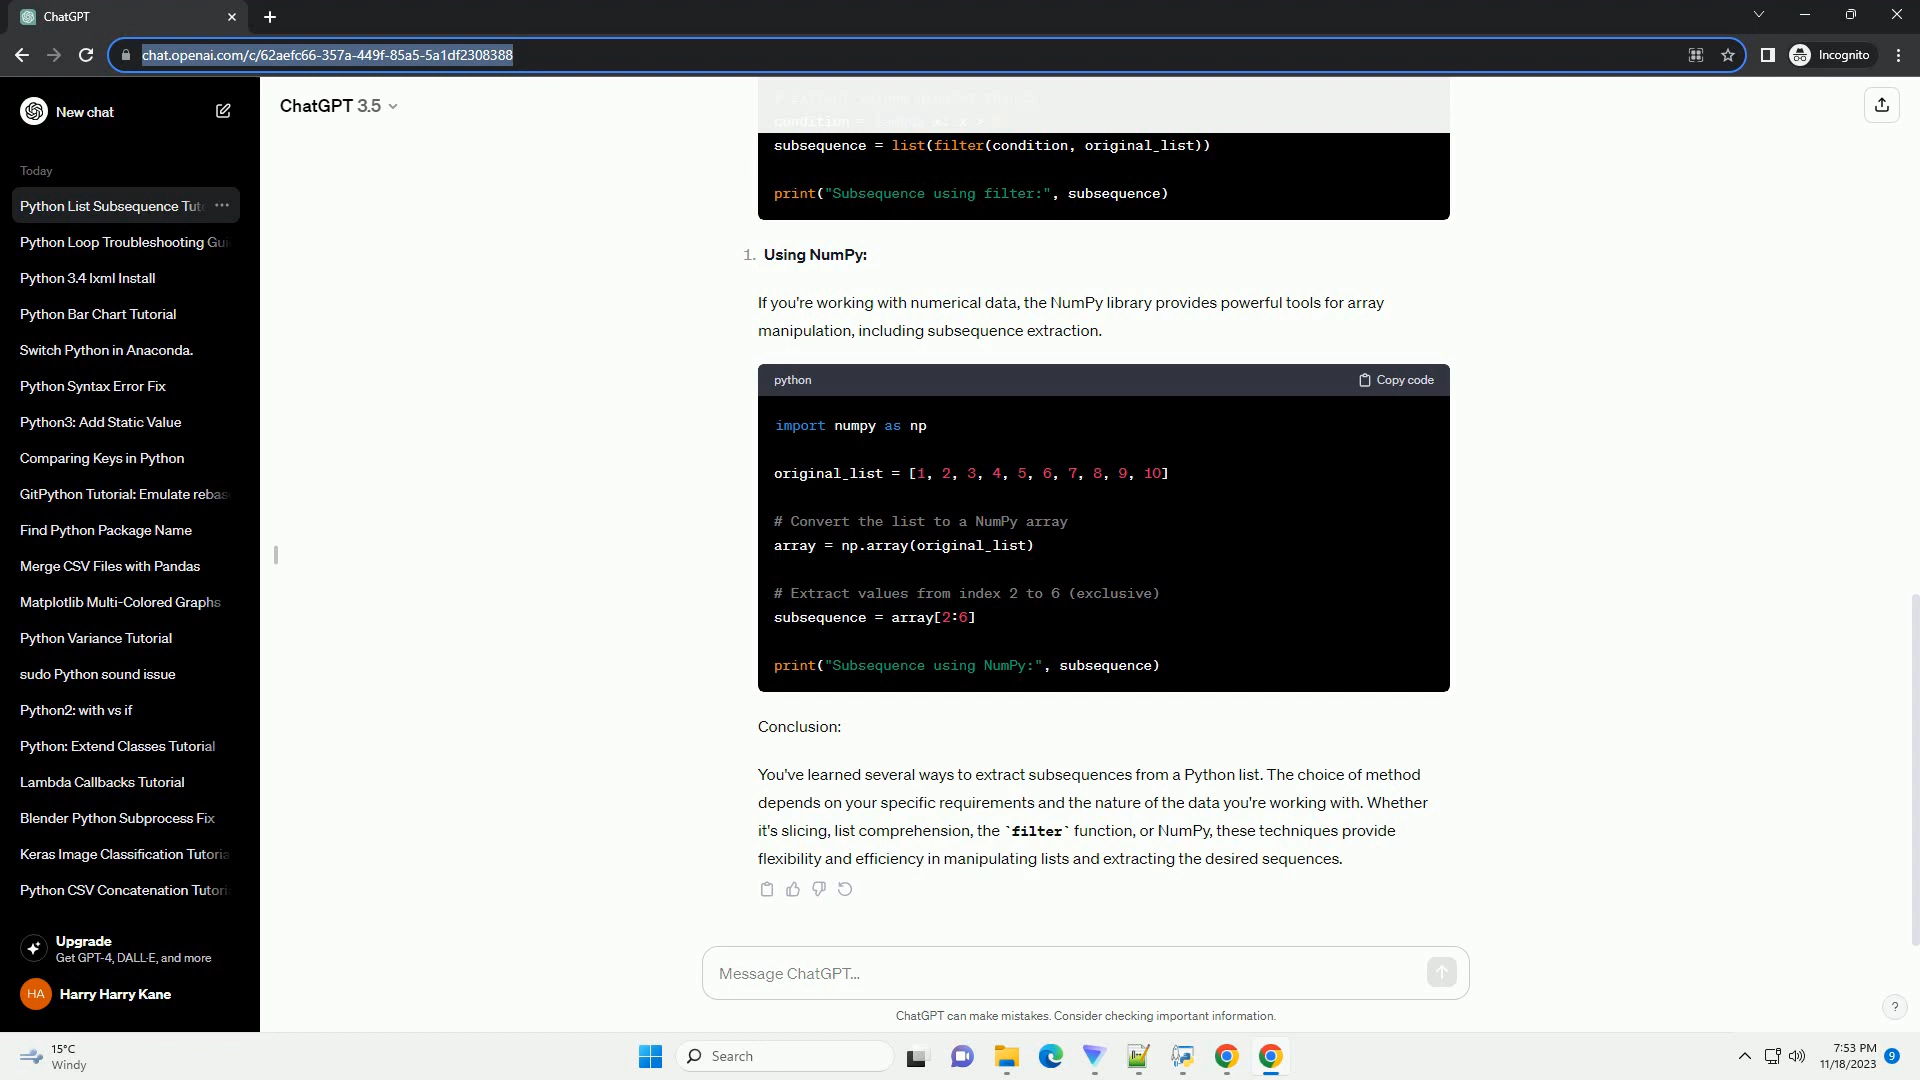 ChatGPT
chat.openai.com/c/62aefc66-357a-449f-85a5-5a1df2308388
Incognito
New chat
Today
Python List Subsequence Tut
Python Loop Troubleshooting Gui
Python 3.4 lxml Install
Python Bar Chart Tutorial
Switch Python in Anaconda.
Python Syntax Error Fix
Python3: Add Static Value
Comparing Keys in Python
GitPython Tutorial: Emulate rebase
Find Python Package Name
Merge CSV Files with Pandas
Matplotlib Multi-Colored Graphs
Python Variance Tutorial
sudo Python sound issue
Python2: with vs if
Python: Extend Classes Tutorial
Lambda Callbacks Tutorial
Blender Python Subprocess Fix
Keras Image Classification Tutoria
Python CSV Concatenation Tutori
Upgrade
Get GPT-4, DALL·E, and more
HA Harry Harry Kane
ChatGPT 3.5
condition = lambda x: x >
subsequence = list(filter(condition, original_list))
print("Subsequence using filter:", subsequence)
1. Using NumPy:
If you're working with numerical data, the NumPy library provides powerful tools for array
manipulation, including subsequence extraction.
python Copy code
import numpy as np
original_list = [1, 2, 3, 4, 5, 6, 7, 8, 9, 10]
# Convert the list to a NumPy array
array = np.array(original_list)
# Extract values from index 2 to 6 (exclusive)
subsequence = array[2:6]
print("Subsequence using NumPy:", subsequence)
Conclusion:
You've learned several ways to extract subsequences from a Python list. The choice of method
depends on your specific requirements and the nature of the data you're working with. Whether
it's slicing, list comprehension, the `filter` function, or NumPy, these techniques provide
flexibility and efficiency in manipulating lists and extracting the desired sequences.
Message ChatGPT...
ChatGPT can make mistakes. Consider checking important information.
?
15°C
Windy
Search
7:53 PM
11/18/2023
9